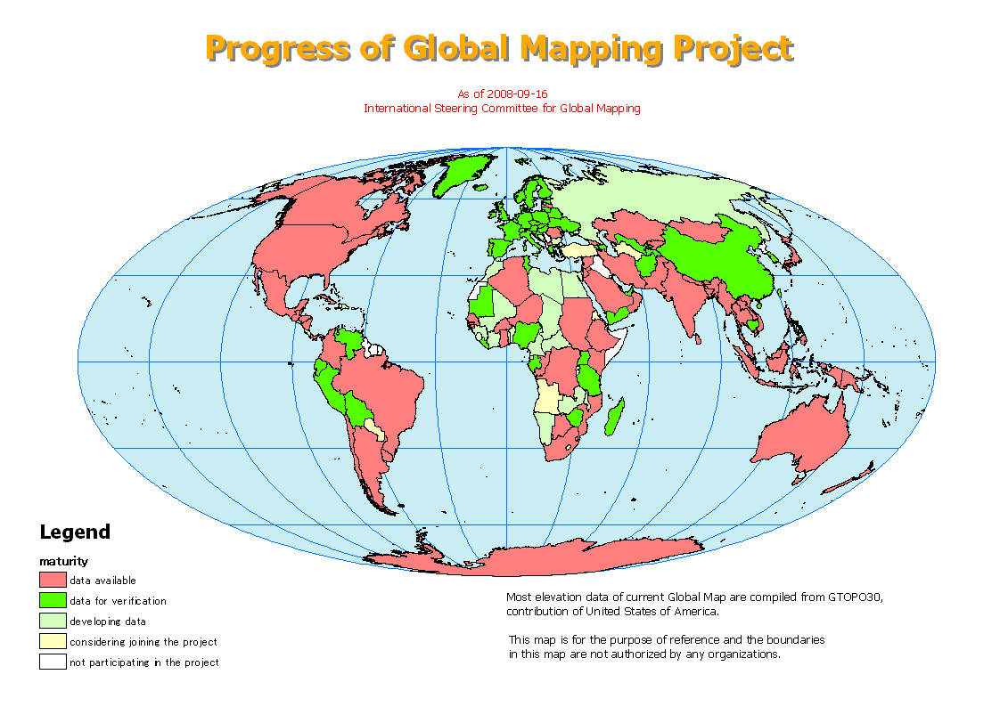 Progress of Global Mapping Project
As of 2008-09-16
International Steering Committee for Global Mapping
Legend
maturity
data available
data for verification
developing data
considering joining the project
not participating in the project
Most elevation data of current Global Map are compiled from GTOPO30,
contribution of United States of America.
This map is for the purpose of reference and the boundaries
in this map are not authorized by any organizations.